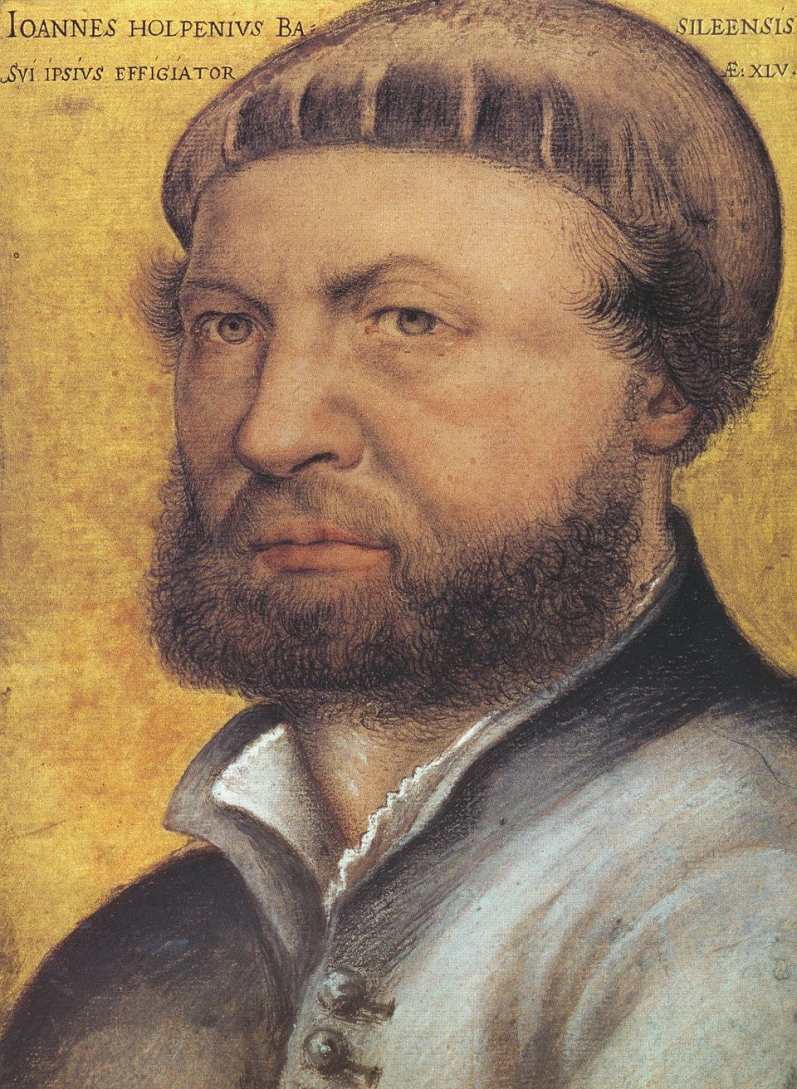 IOANNES HOLPENIVS BA= SILEENSIS
SVI IPSIVS EFFIGIATOR Æ: XLV.